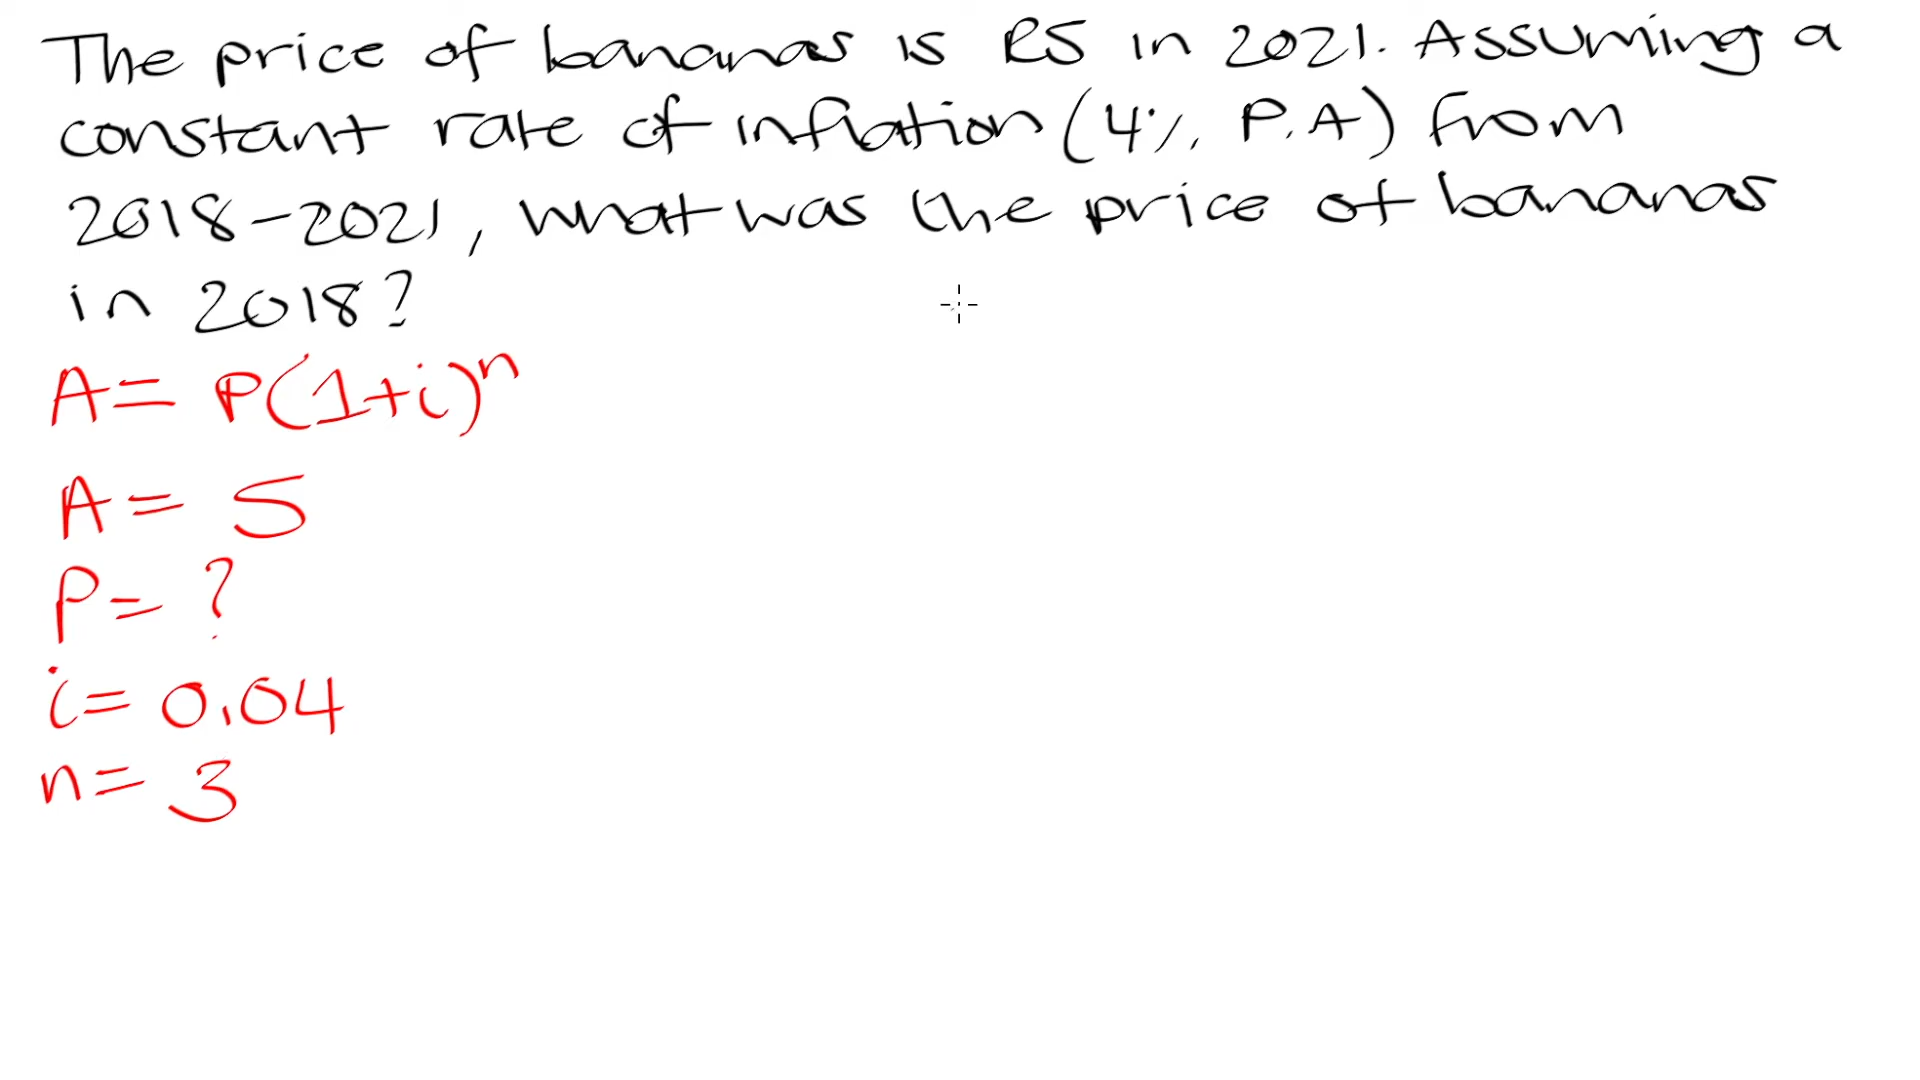 The price of bananas is R5 in 2021. Assuming a
constant rate of inflation (4% P.A) from
2018-2021, what was the price of bananas
in 2018?
A = P(1+i)^n
A = 5
P = ?
i = 0,04
n = 3